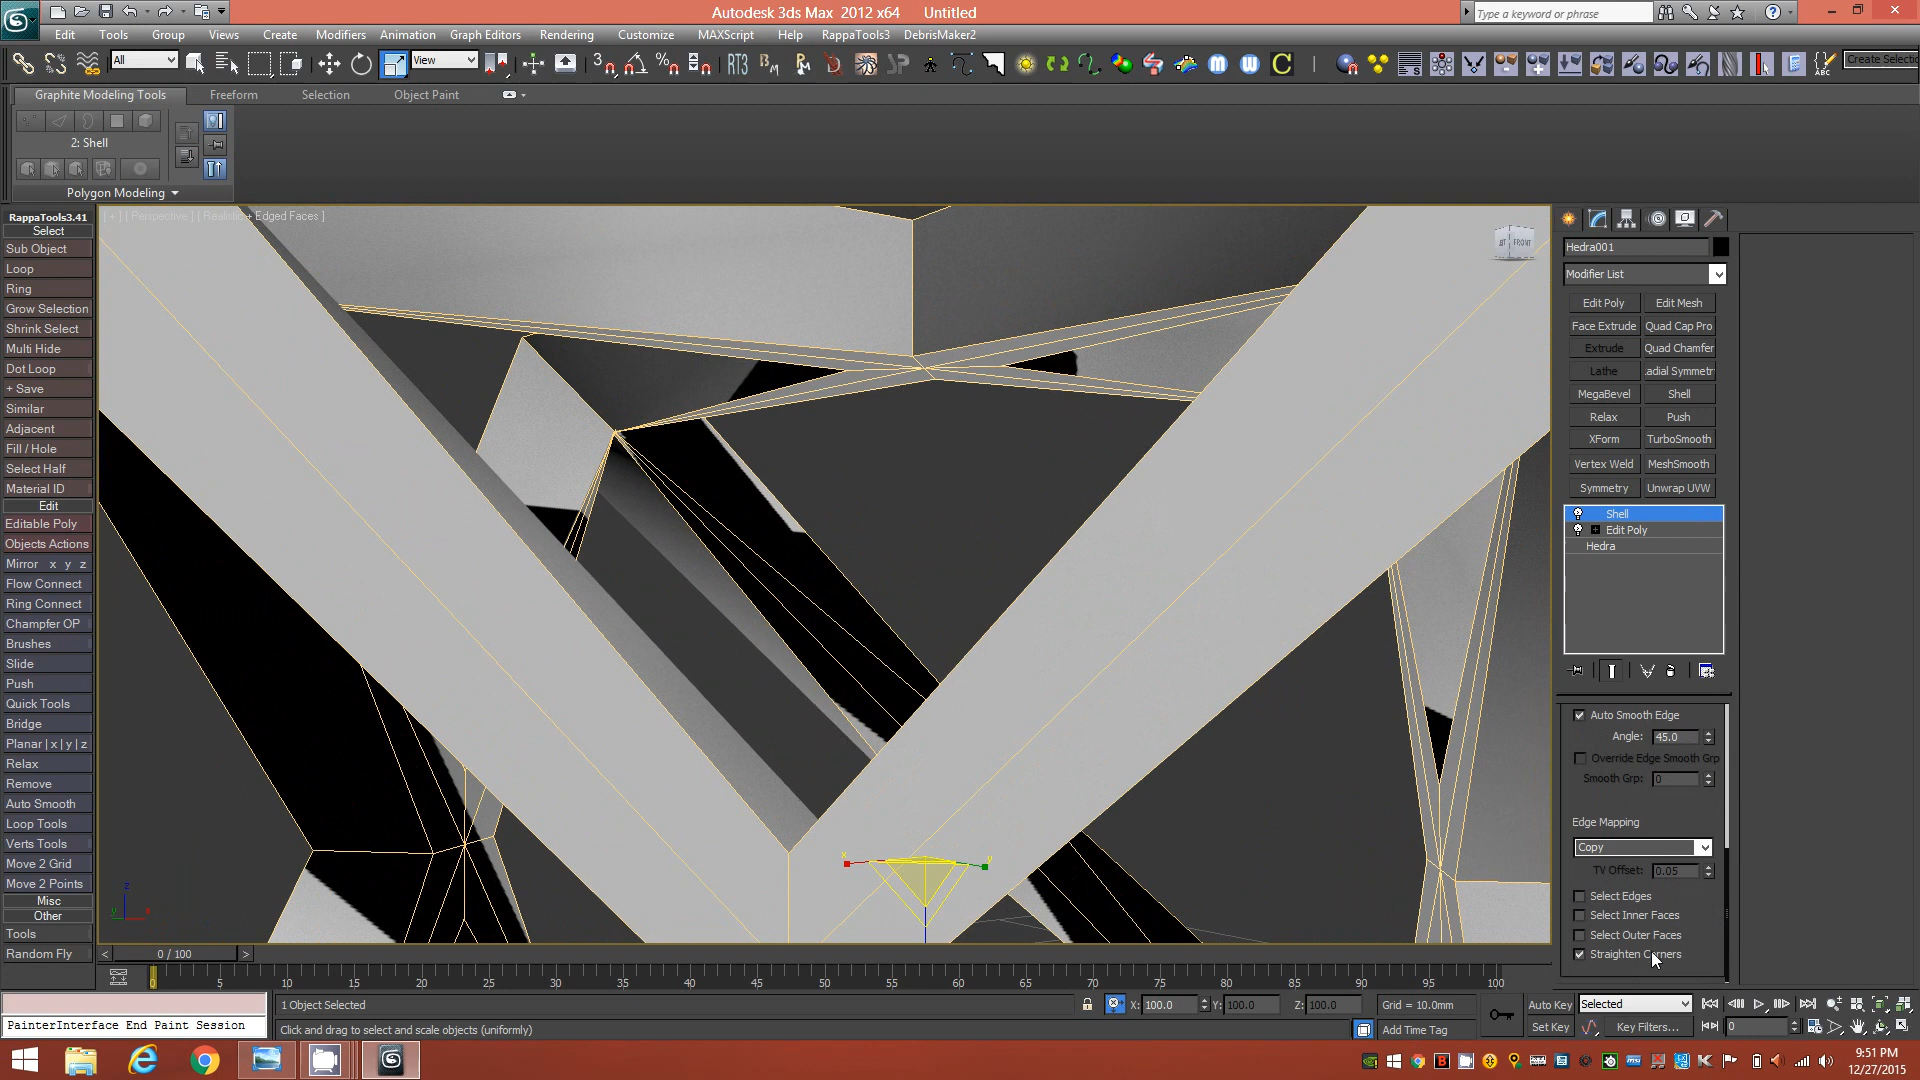 Autodesk 3ds Max 2012 x64 Untitled
Type a keyword or phrase
Edit Tools Group Views Create Modifiers Animation Graph Editors Rendering Customize MAXScript Help RappaTools3 DebrisMaker2
All
View
RT3
Create Selectio
Graphite Modeling Tools Freeform Selection Object Paint
2: Shell
Polygon Modeling
RappaTools3.41
Select
Sub Object
Loop
Ring
Grow Selection
Shrink Select
Multi Hide
Dot Loop
+ Save
Similar
Adjacent
Fill / Hole
Select Half
Material ID
Edit
Editable Poly
Objects Actions
Mirror x y z
Flow Connect
Ring Connect
Champfer OP
Brushes
Slide
Push
Quick Tools
Bridge
Planar | x | y | z
Relax
Remove
Auto Smooth
Loop Tools
Verts Tools
Move 2 Grid
Move 2 Points
Misc
Other
Tools
Random Fly
[ + ] [ Perspective ] [ Realistic + Edged Faces ]
FRONT
z
x
y
x
y
Hedra001
Modifier List
Edit Poly Edit Mesh
Face Extrude Quad Cap Pro
Extrude Quad Chamfer
Lathe adial Symmetr
MegaBevel Shell
Relax Push
XForm TurboSmooth
Vertex Weld MeshSmooth
Symmetry Unwrap UVW
Shell
Edit Poly
Hedra
Auto Smooth Edge
Angle: 45.0
Override Edge Smooth Grp
Smooth Grp: 0
Edge Mapping
Copy
TV Offset: 0.05
Select Edges
Select Inner Faces
Select Outer Faces
Straighten Corners
< 0 / 100 >
0 5 10 15 20 25 30 35 40 45 50 55 60 65 70 75 80 85 90 95 100
PainterInterface End Paint Session
1 Object Selected
X: 100.0 Y: 100.0 Z: 100.0
Grid = 10.0mm
Click and drag to select and scale objects (uniformly)
Add Time Tag
Auto Key Selected
Set Key Key Filters...
0
9:51 PM
12/27/2015